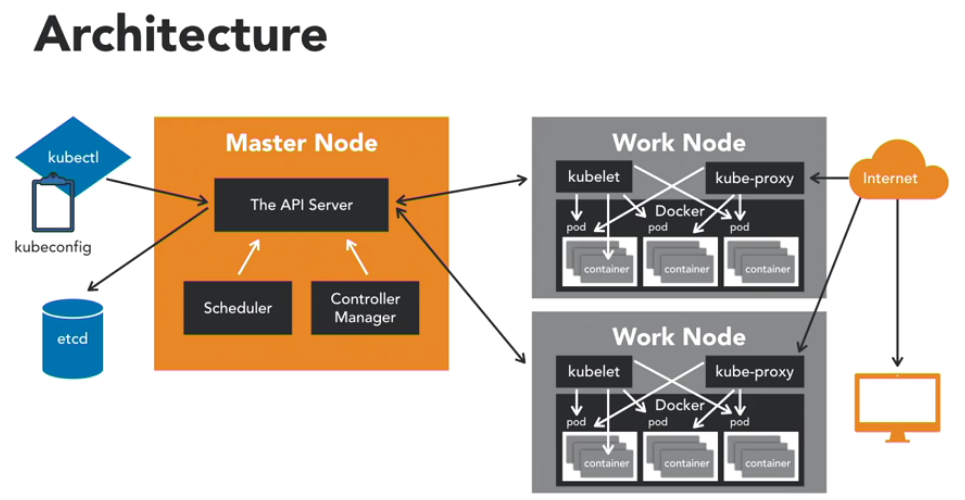 Architecture
kubectl
kubeconfig
etcd
Master Node
The API Server
Scheduler
Controller
Manager
Work Node
kubelet
kube-proxy
Docker
pod
pod
pod
container
container
container
Work Node
kubelet
kube-proxy
Docker
pod
pod
pod
container
container
container
Internet